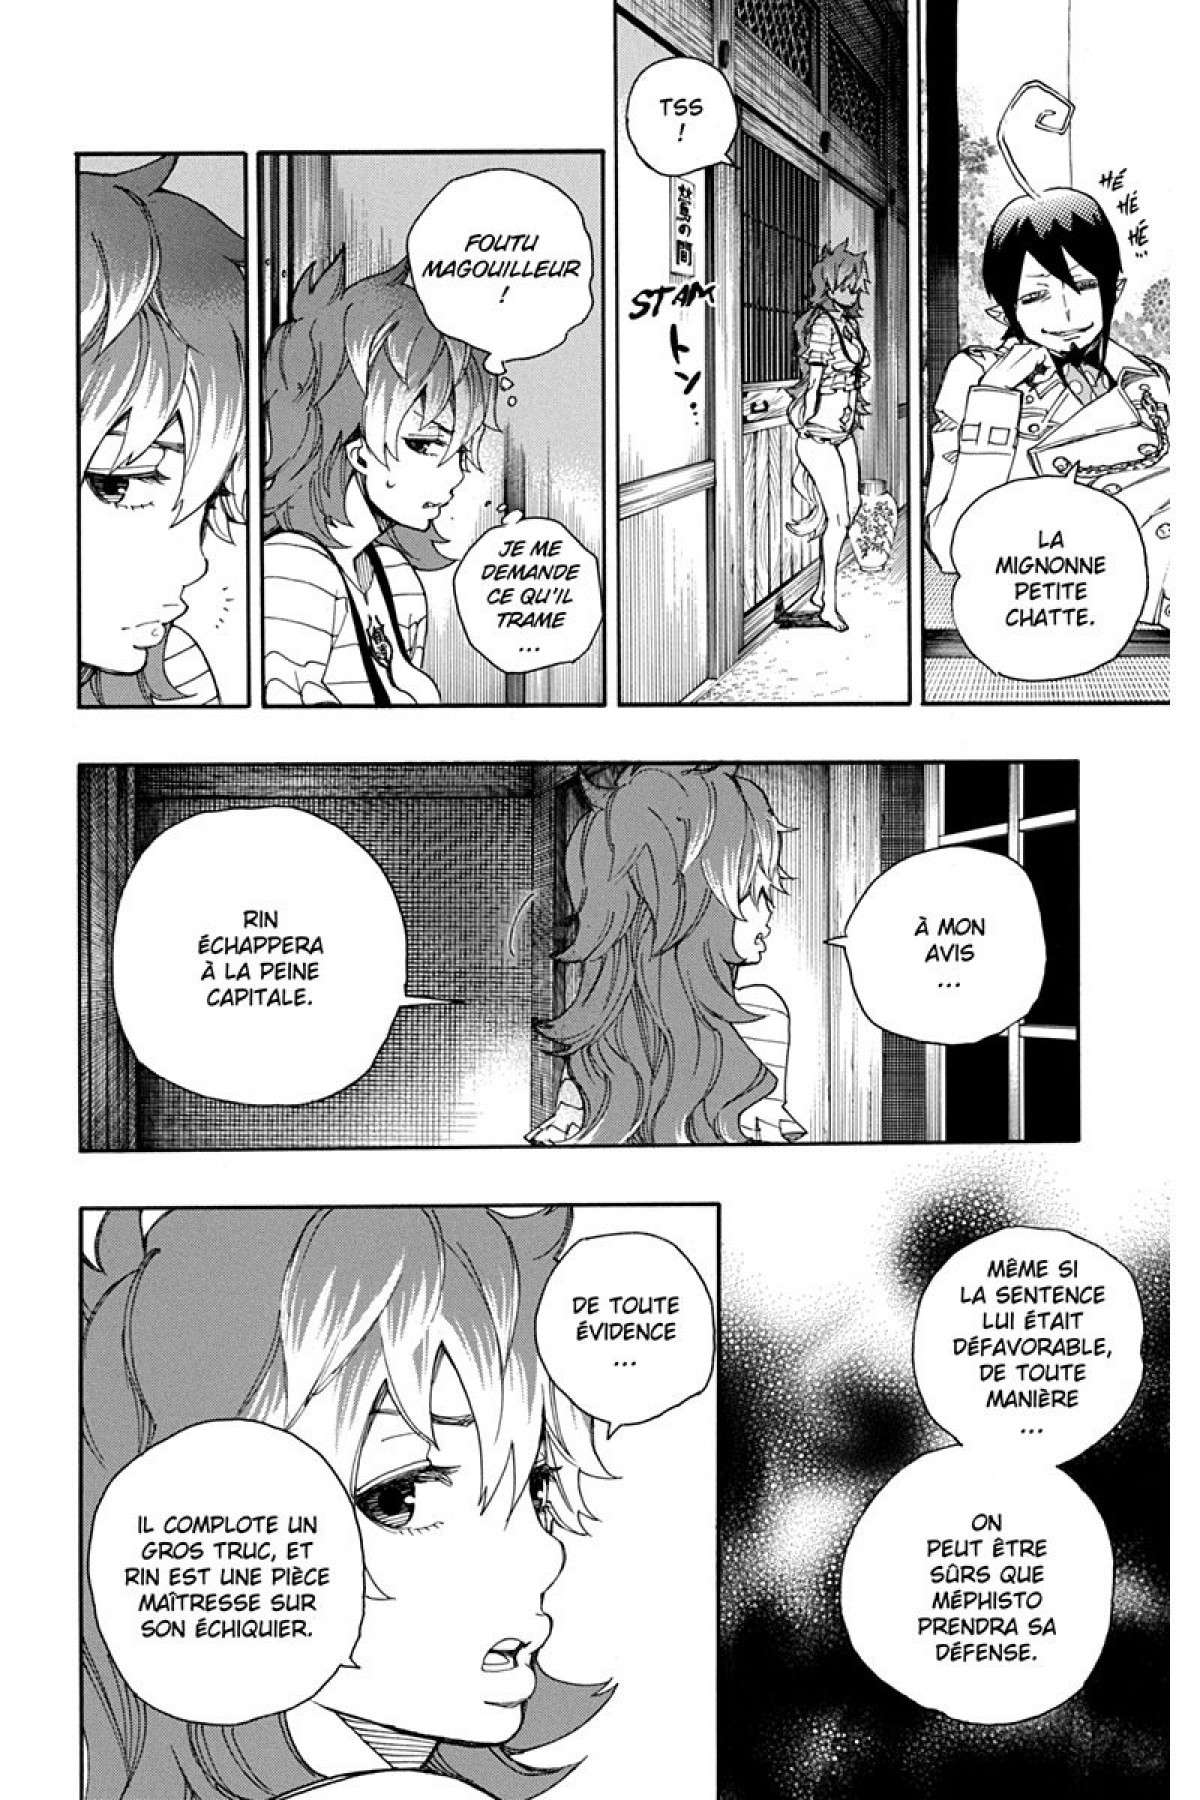 HÉ
HÉ
HÉ
...
LA
MIGNONNE
PETITE
CHATTE.
TSS
!
の間
STAM
トン
FOUTU
MAGOUILLEUR
!
JE ME
DEMANDE
CE QU'IL
TRAME
...
À MON
AVIS
...
RIN
ÉCHAPPERA
À LA PEINE
CAPITALE.
MÊME SI
LA SENTENCE
LUI ÉTAIT
DÉFAVORABLE,
DE TOUTE
MANIÈRE
...
ON
PEUT ÊTRE
SÛRS QUE
MÉPHISTO
PRENDRA SA
DÉFENSE.
DE TOUTE
ÉVIDENCE
...
IL COMPLOTE UN
GROS TRUC, ET
RIN EST UNE PIÈCE
MAÎTRESSE SUR
SON ÉCHIQUIER.